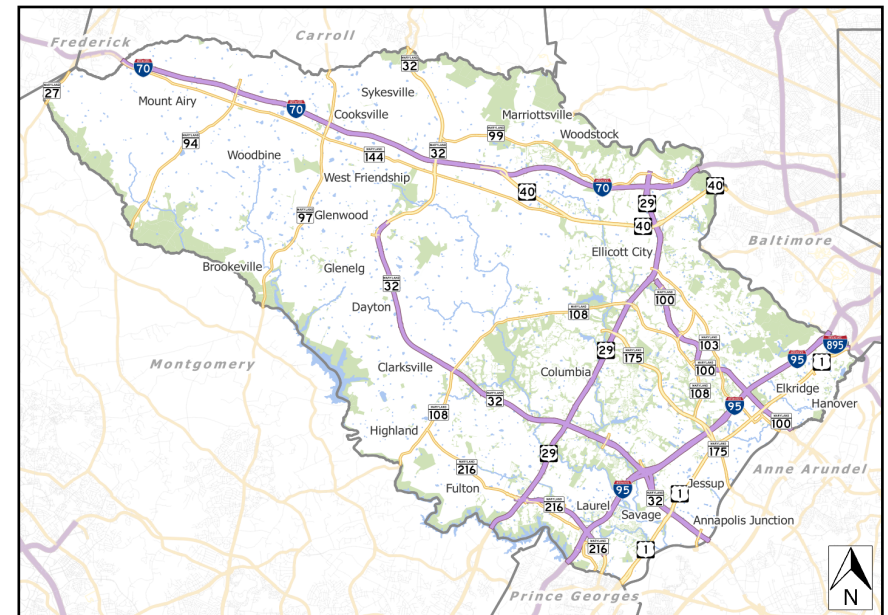 Frederick
Carroll
32
70
27
Sykesville
Mount Airy
70
Cooksville
Marriottsville
99
Woodstock
94
32
Woodbine
144
West Friendship
40
70
40
29
97
Glenwood
40
Ellicott City
Baltimore
Brookeville
Glenelg
32
100
Dayton
108
895
103
95
29
175
1
Montgomery
Clarksville
Columbia
100
Elkridge
108
Hanover
32
95
108
100
Highland
29
175
216
Anne Arundel
Fulton
95
Jessup
1
32
216
Laurel
Savage
Annapolis Junction
216
1
Prince Georges
N